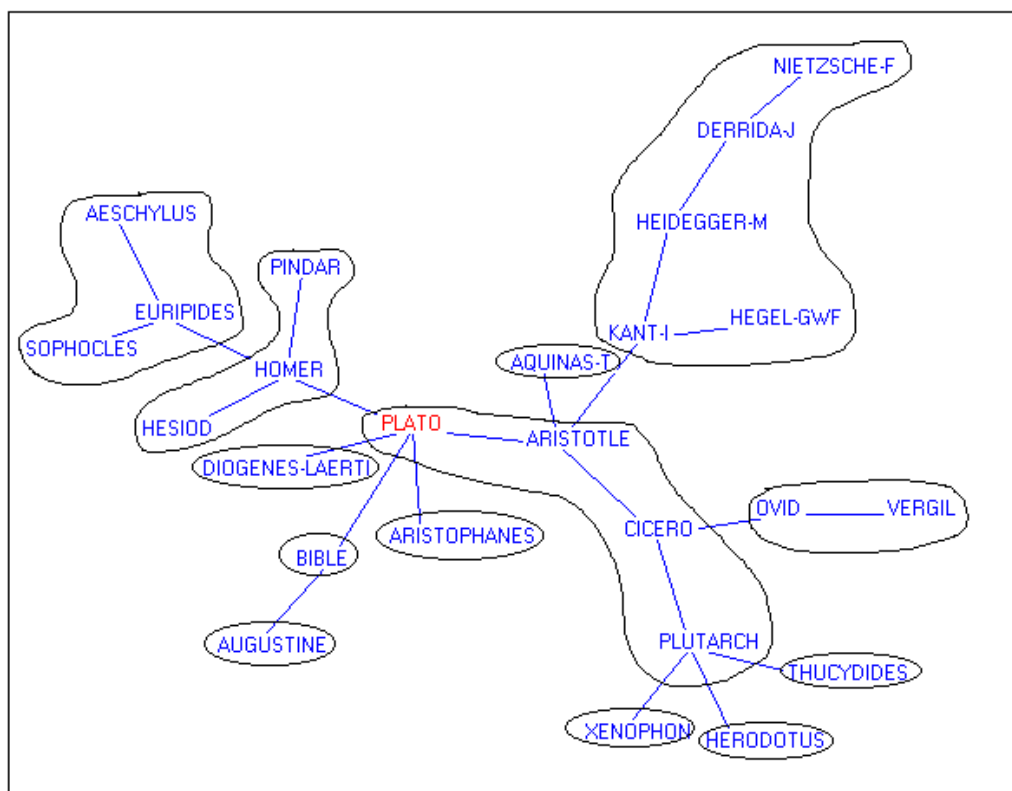 NIETZSCHE-F
DERRIDA-J
AESCHYLUS
HEIDEGGER-M
PINDAR
EURIPIDES
HEGEL-GWF
KANT-I
SOPHOCLES
AQUINAS-T
HOMER
PLATO
HESIOD
ARISTOTLE
DIOGENES-LAERTI
OVID
VERGIL
CICERO
ARISTOPHANES
BIBLE
AUGUSTINE
PLUTARCH
THUCYDIDES
XENOPHON
HERODOTUS